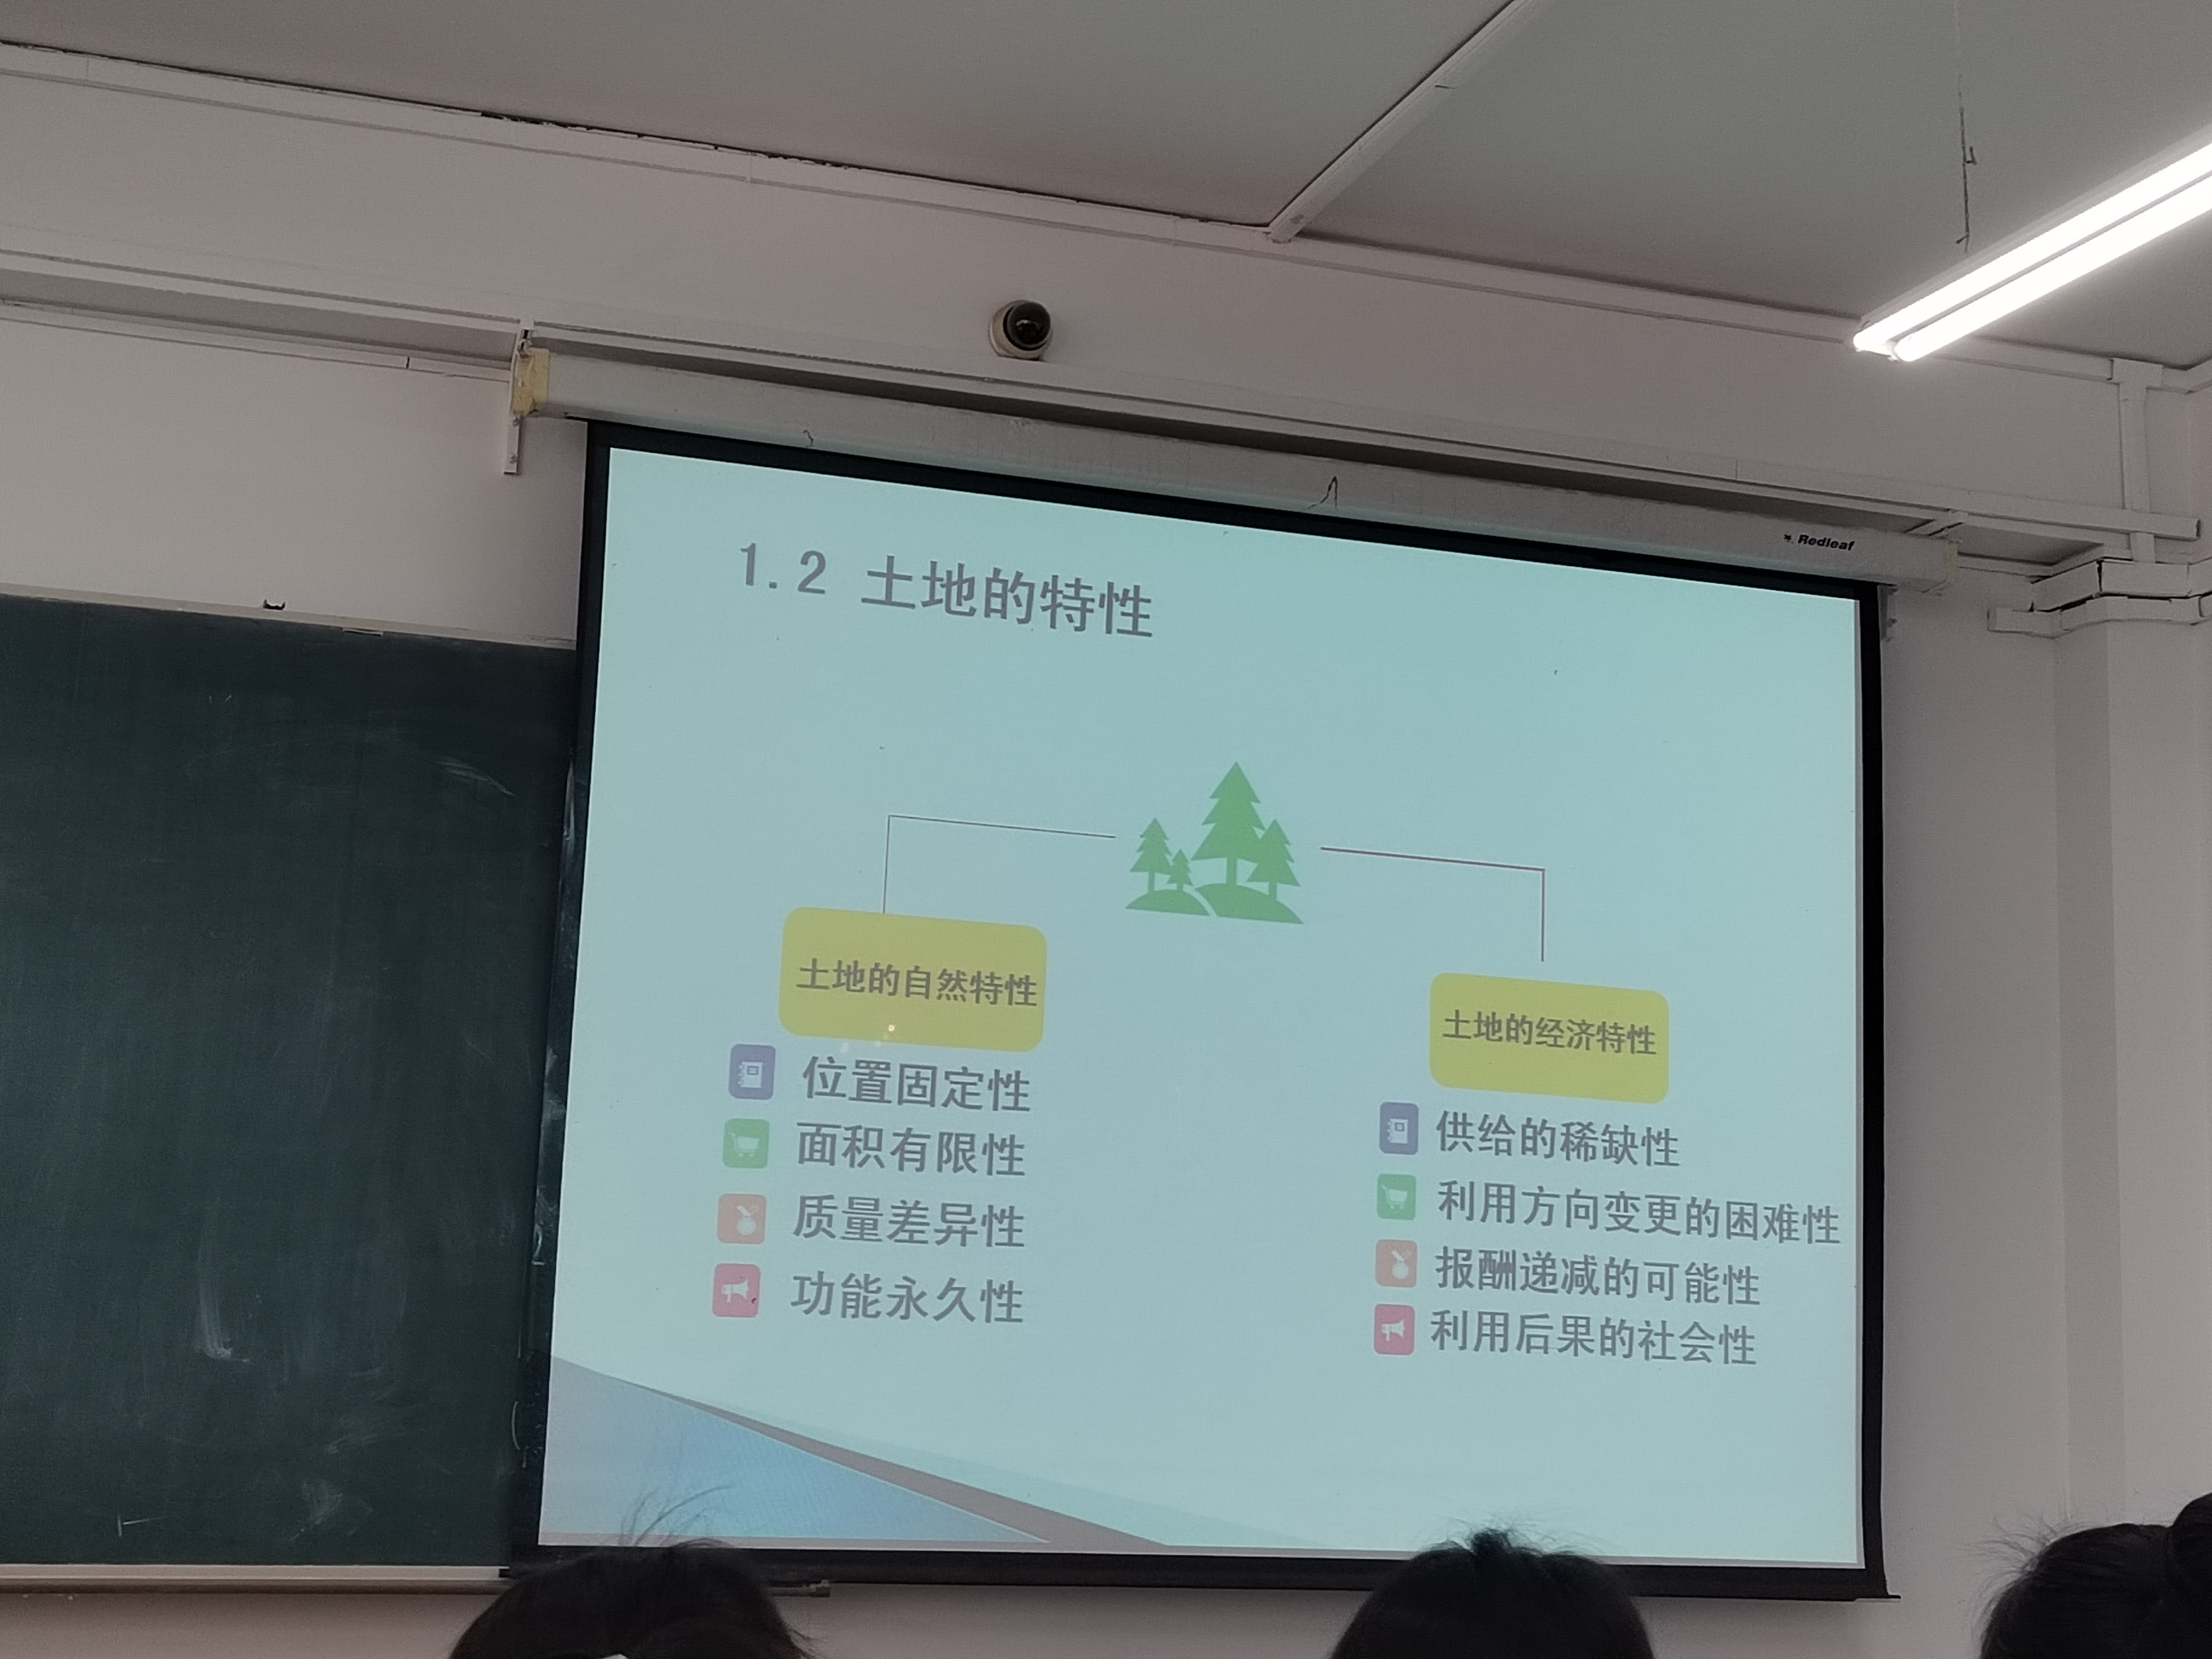 Redleaf
1.2 土地的特性
土地的自然特性
位置固定性
面积有限性
质量差异性
功能永久性
土地的经济特性
供给的稀缺性
利用方向变更的困难性
报酬递减的可能性
利用后果的社会性